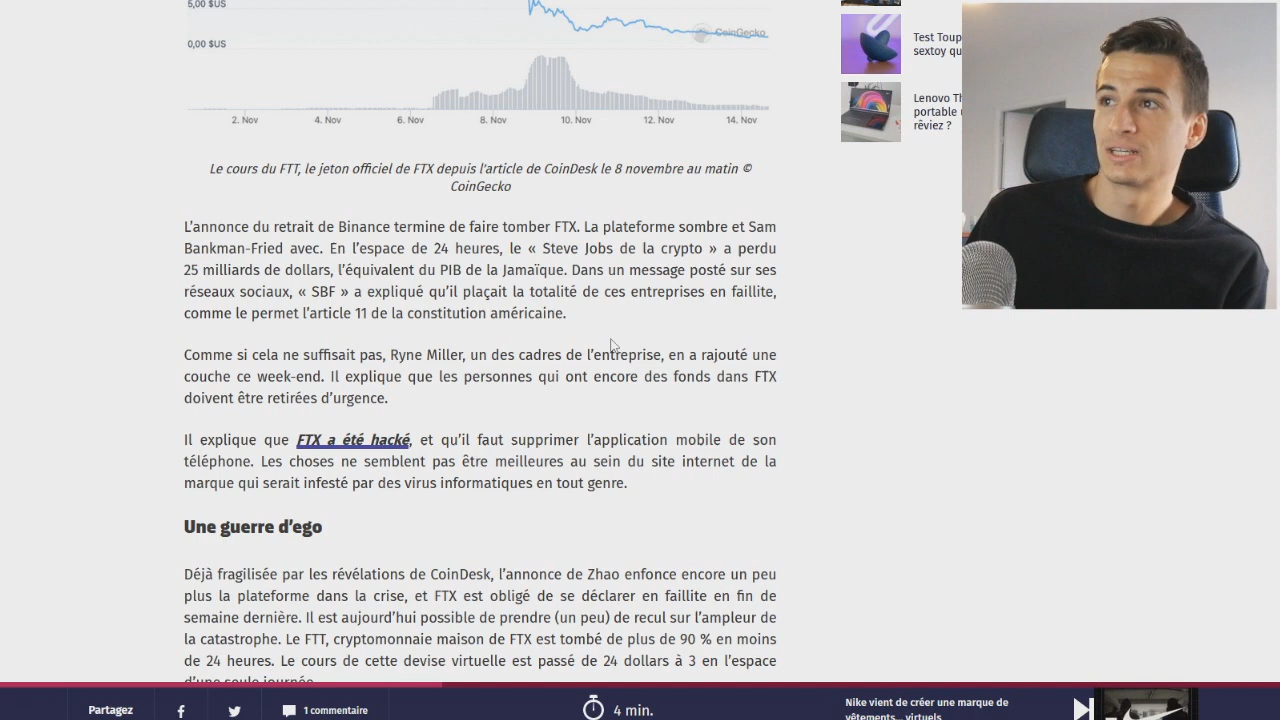 5,00 $US
0,00 $US
CoinGecko
2. Nov 4. Nov 6. Nov 8. Nov 10. Nov 12. Nov 14. Nov
Le cours du FTT, le jeton officiel de FTX depuis l'article de CoinDesk le 8 novembre au matin ©
CoinGecko
L'annonce du retrait de Binance termine de faire tomber FTX. La plateforme sombre et Sam
Bankman-Fried avec. En l'espace de 24 heures, le « Steve Jobs de la crypto » a perdu
25 milliards de dollars, l'équivalent du PIB de la Jamaïque. Dans un message posté sur ses
réseaux sociaux, « SBF » a expliqué qu'il plaçait la totalité de ces entreprises en faillite,
comme le permet l'article 11 de la constitution américaine.
Comme si cela ne suffisait pas, Ryne Miller, un des cadres de l'entreprise, en a rajouté une
couche ce week-end. Il explique que les personnes qui ont encore des fonds dans FTX
doivent être retirées d'urgence.
Il explique que FTX a été hacké, et qu'il faut supprimer l'application mobile de son
téléphone. Les choses ne semblent pas être meilleures au sein du site internet de la
marque qui serait infesté par des virus informatiques en tout genre.
Une guerre d'ego
Déjà fragilisée par les révélations de CoinDesk, l'annonce de Zhao enfonce encore un peu
plus la plateforme dans la crise, et FTX est obligé de se déclarer en faillite en fin de
semaine dernière. Il est aujourd'hui possible de prendre (un peu) de recul sur l'ampleur de
la catastrophe. Le FTT, cryptomonnaie maison de FTX est tombé de plus de 90 % en moins
de 24 heures. Le cours de cette devise virtuelle est passé de 24 dollars à 3 en l'espace
d'une seule journée.
Test Toup
sextoy qu
Lenovo Th
portable
rêviez ?
Partagez
1 commentaire
4 min.
Nike vient de créer une marque de
vêtements... virtuels